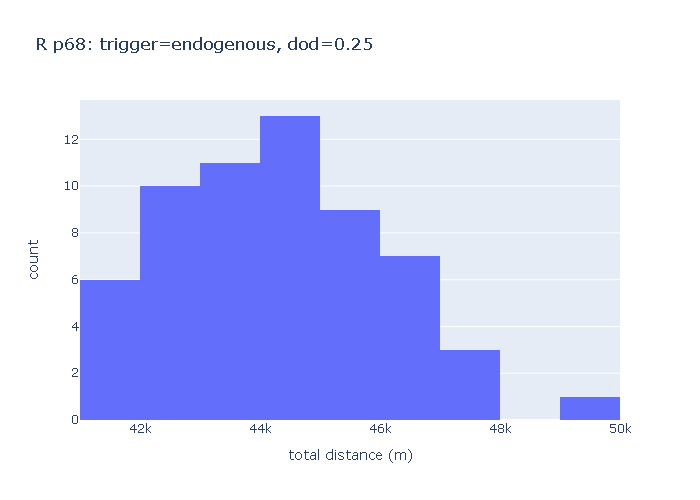 R p68: trigger=endogenous, dod=0.25
12
10
8
6
4
2
0
count
42k 44k 46k 48k 50k
total distance (m)